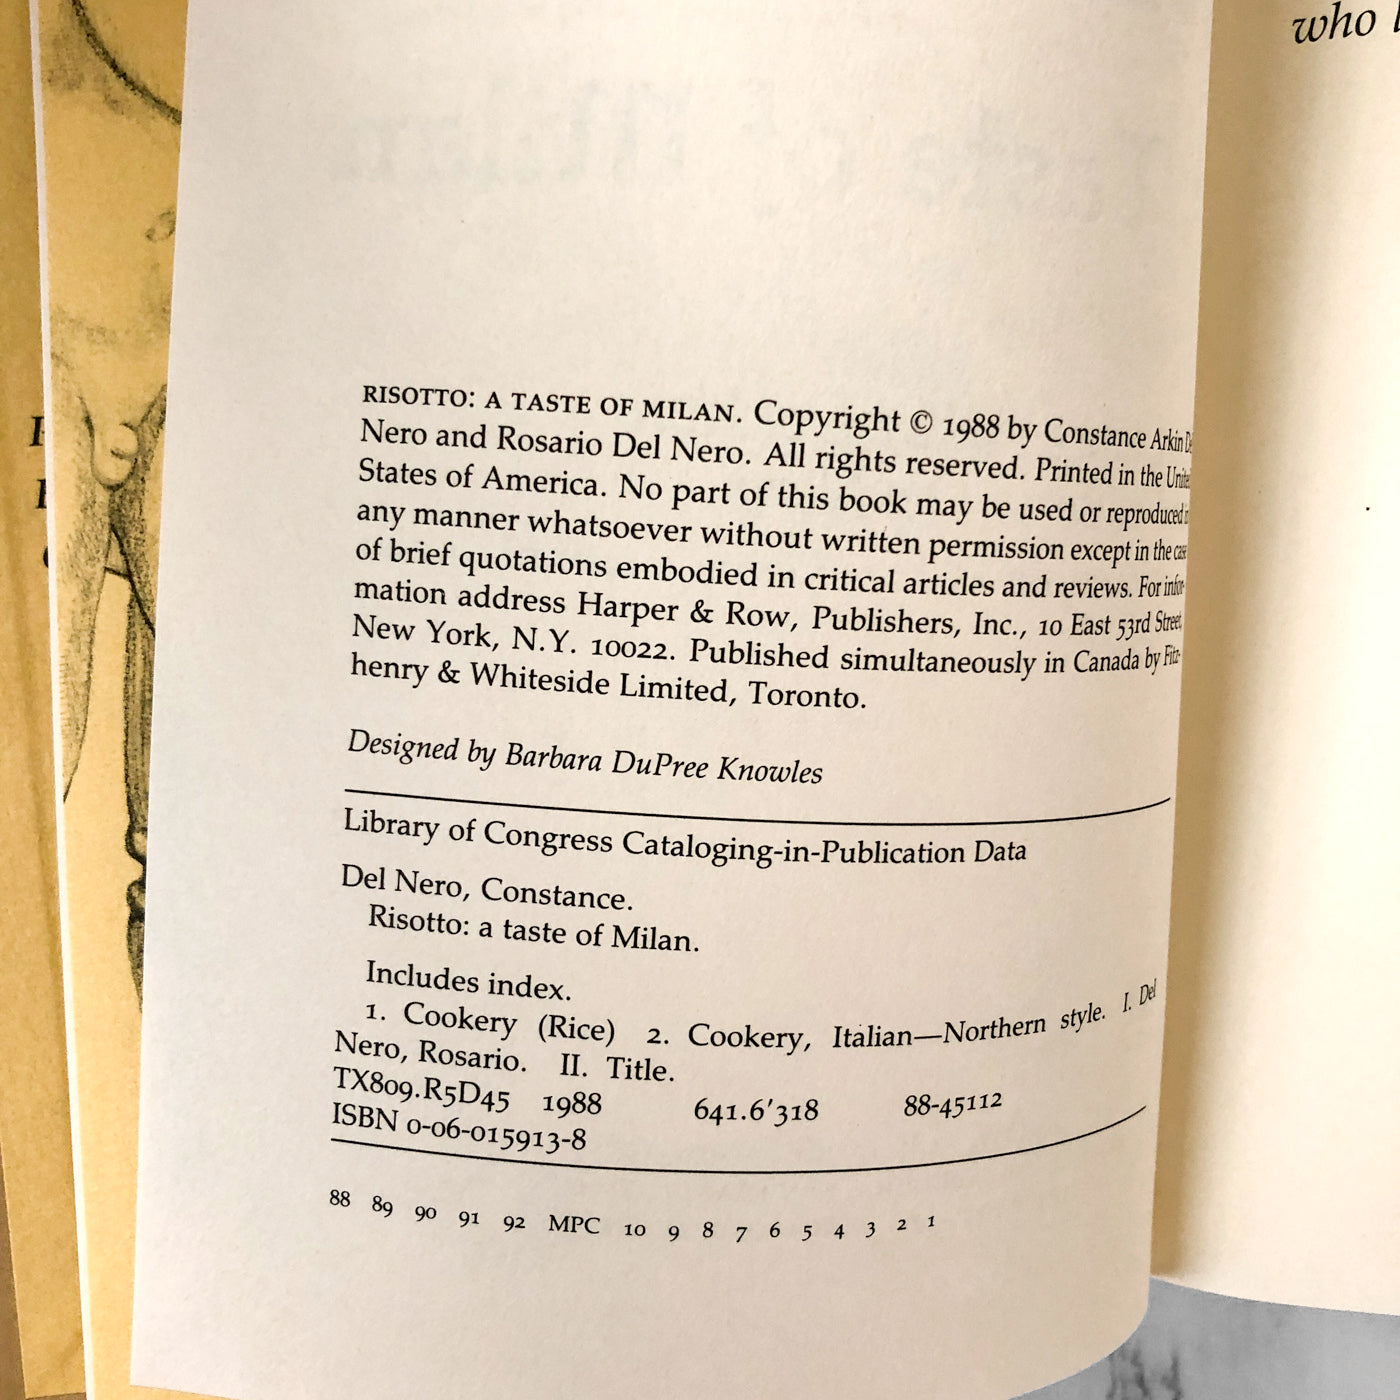 RISOTTO: A TASTE OF MILAN. Copyright © 1988 by Constance Arkin
Nero and Rosario Del Nero. All rights reserved. Printed in the United
States of America. No part of this book may be used or reproduced in
any manner whatsoever without written permission except in the case
of brief quotations embodied in critical articles and reviews. For infor-
mation address Harper & Row, Publishers, Inc., 10 East 53rd Street,
New York, N.Y. 10022. Published simultaneously in Canada by Fitz-
henry & Whiteside Limited, Toronto.
Designed by Barbara DuPree Knowles
Library of Congress Cataloging-in-Publication Data
Del Nero, Constance.
Risotto: a taste of Milan.
Includes index.
1. Cookery (Rice) 2. Cookery, Italian—Northern style. I. Del
Nero, Rosario. II. Title.
TX809.R5D45 1988 641.6'318 88-45112
ISBN 0-06-015913-8
88 89 90 91 92 MPC 10 9 8 7 6 5 4 3 2 1
who